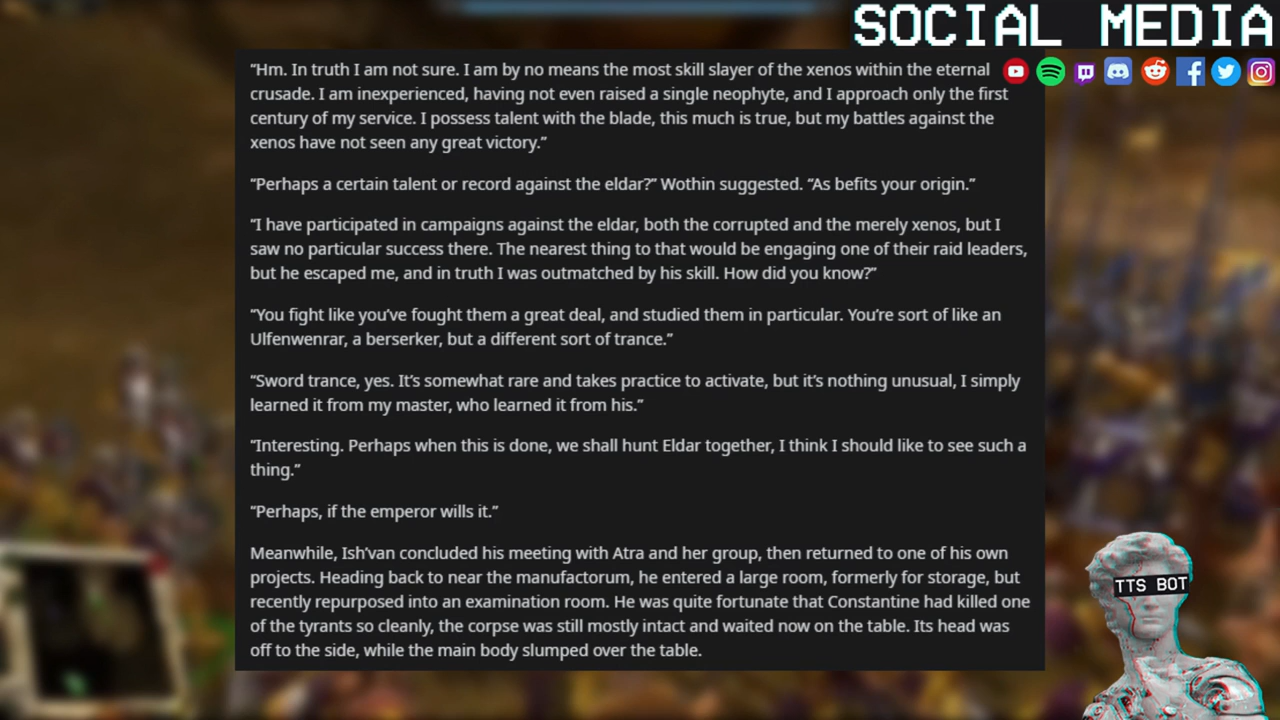 SOCIAL MEDIA
“Hm. In truth I am not sure. I am by no means the most skill slayer of the xenos within the eternal
crusade. I am inexperienced, having not even raised a single neophyte, and I approach only the first
century of my service. I possess talent with the blade, this much is true, but my battles against the
xenos have not seen any great victory.”
“Perhaps a certain talent or record against the eldar?” Wothin suggested. “As befits your origin.”
“I have participated in campaigns against the eldar, both the corrupted and the merely xenos, but I
saw no particular success there. The nearest thing to that would be engaging one of their raid leaders,
but he escaped me, and in truth I was outmatched by his skill. How did you know?”
“You fight like you’ve fought them a great deal, and studied them in particular. You’re sort of like an
Ulfenwenrar, a berserker, but a different sort of trance.”
“Sword trance, yes. It’s somewhat rare and takes practice to activate, but it’s nothing unusual, I simply
learned it from my master, who learned it from his.”
“Interesting. Perhaps when this is done, we shall hunt Eldar together, I think I should like to see such a
thing.”
“Perhaps, if the emperor wills it.”
Meanwhile, Ish’van concluded his meeting with Atra and her group, then returned to one of his own
projects. Heading back to near the manufactorum, he entered a large room, formerly for storage, but
recently repurposed into an examination room. He was quite fortunate that Constantine had killed one
of the tyrants so cleanly, the corpse was still mostly intact and waited now on the table. Its head was
off to the side, while the main body slumped over the table.
TTS BOT